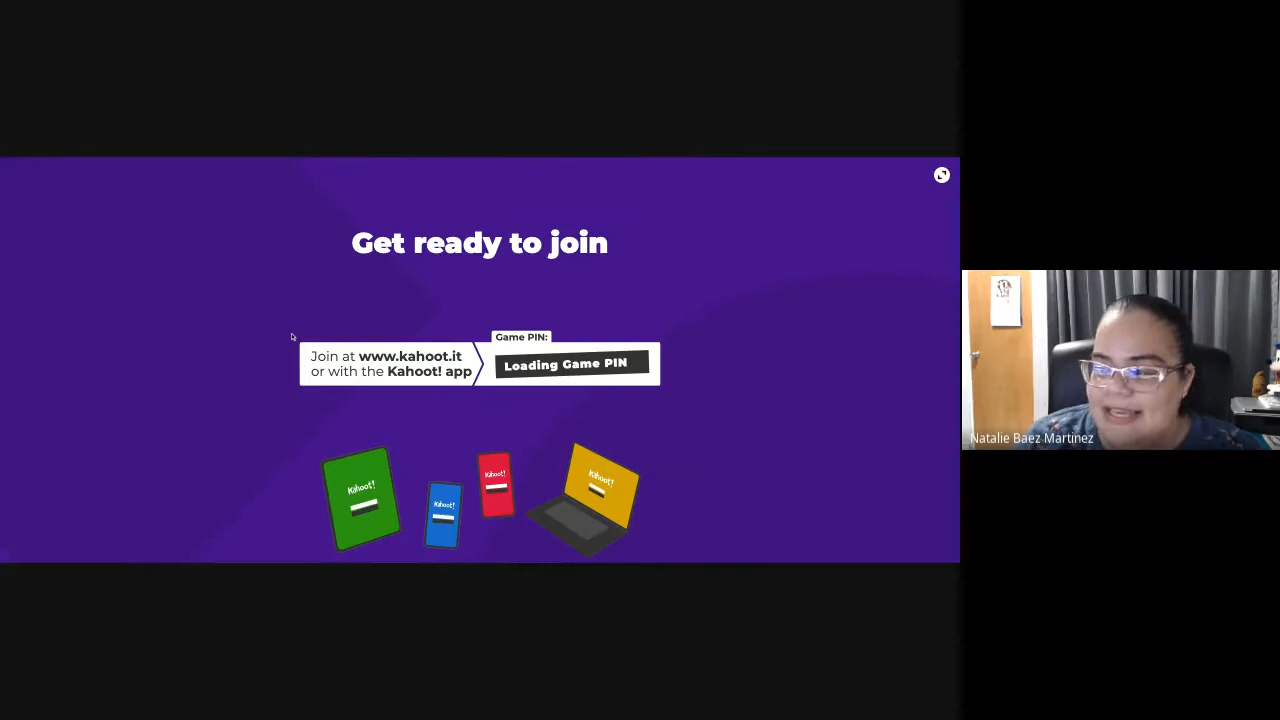 Get ready to join
Game PIN:
Join at www.kahoot.it
or with the Kahoot! app
Loading Game PIN
Kahoot!
Kahoot!
Kahoot!
Kahoot!
Natalie Baez Martinez